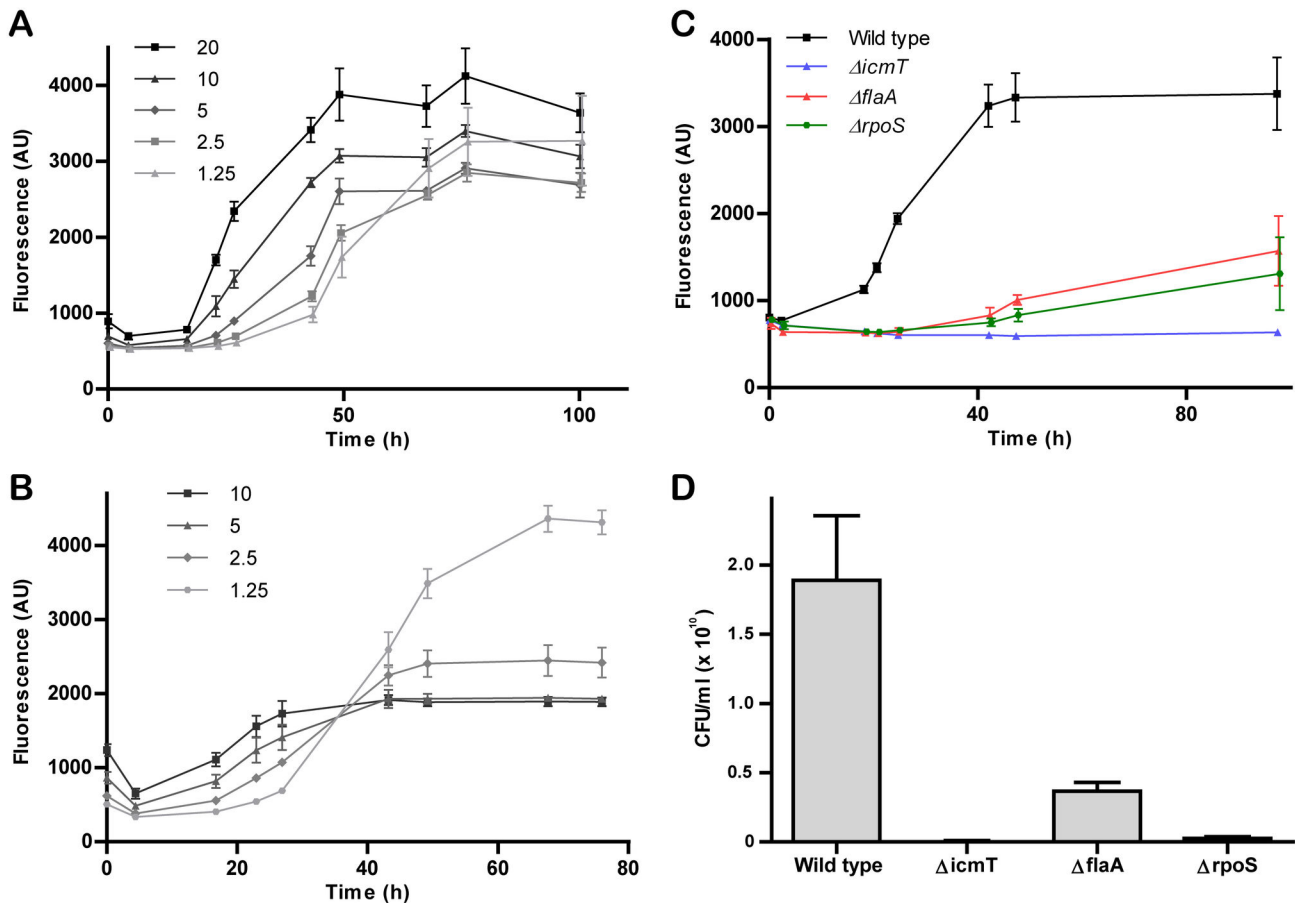 A
20
10
5
2.5
1.25
Fluorescence (AU)
4000
3000
2000
1000
0
0
50
100
Time (h)
B
10
5
2.5
1.25
Fluorescence (AU)
4000
3000
2000
1000
0
0
20
40
60
80
Time (h)
C
Wild type
ΔicmT
ΔflaA
ΔrpoS
Fluorescence (AU)
4000
3000
2000
1000
0
0
40
80
Time (h)
D
CFU/ml (x 10¹⁰)
2.0
1.5
1.0
0.5
0
Wild type
ΔicmT
ΔflaA
ΔrpoS